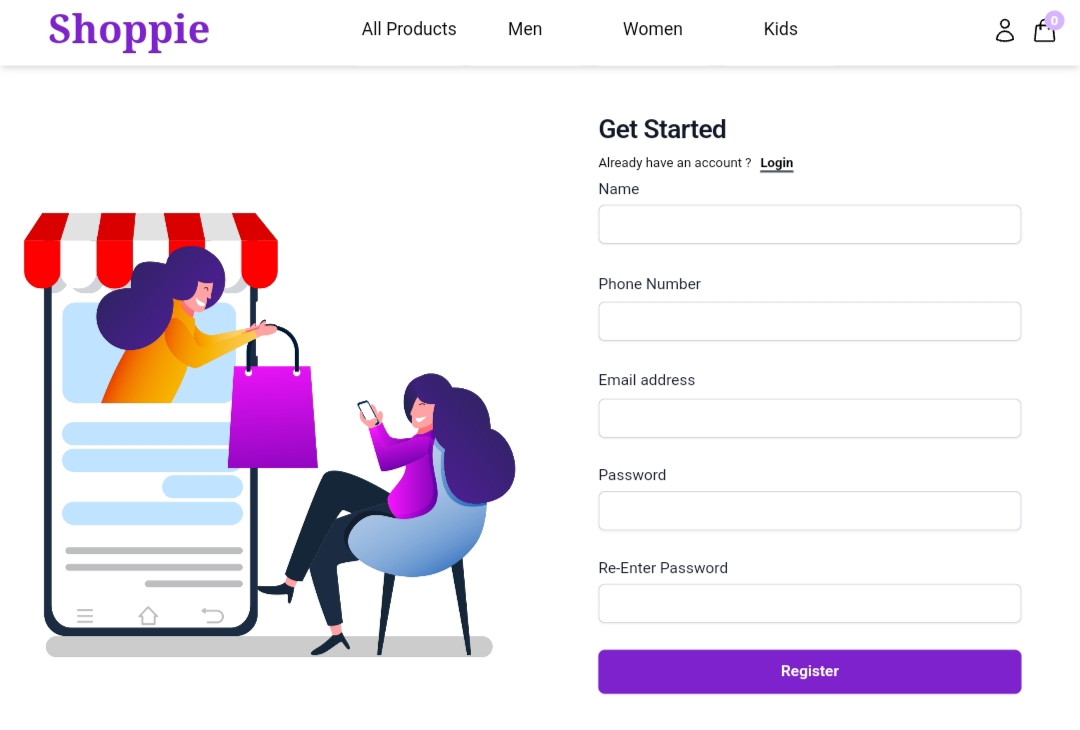 Shoppie
All Products Men Women Kids
0
Get Started
Already have an account ? Login
Name
Phone Number
Email address
Password
Re-Enter Password
Register